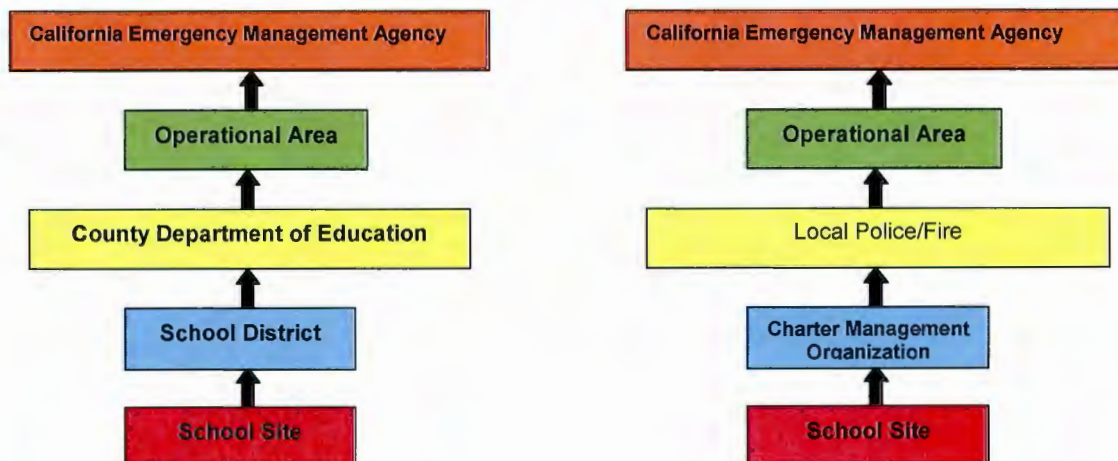 California Emergency Management Agency
Operational Area
County Department of Education
School District
School Site
California Emergency Management Agency
Operational Area
Local Police/Fire
Charter Management
Organization
School Site